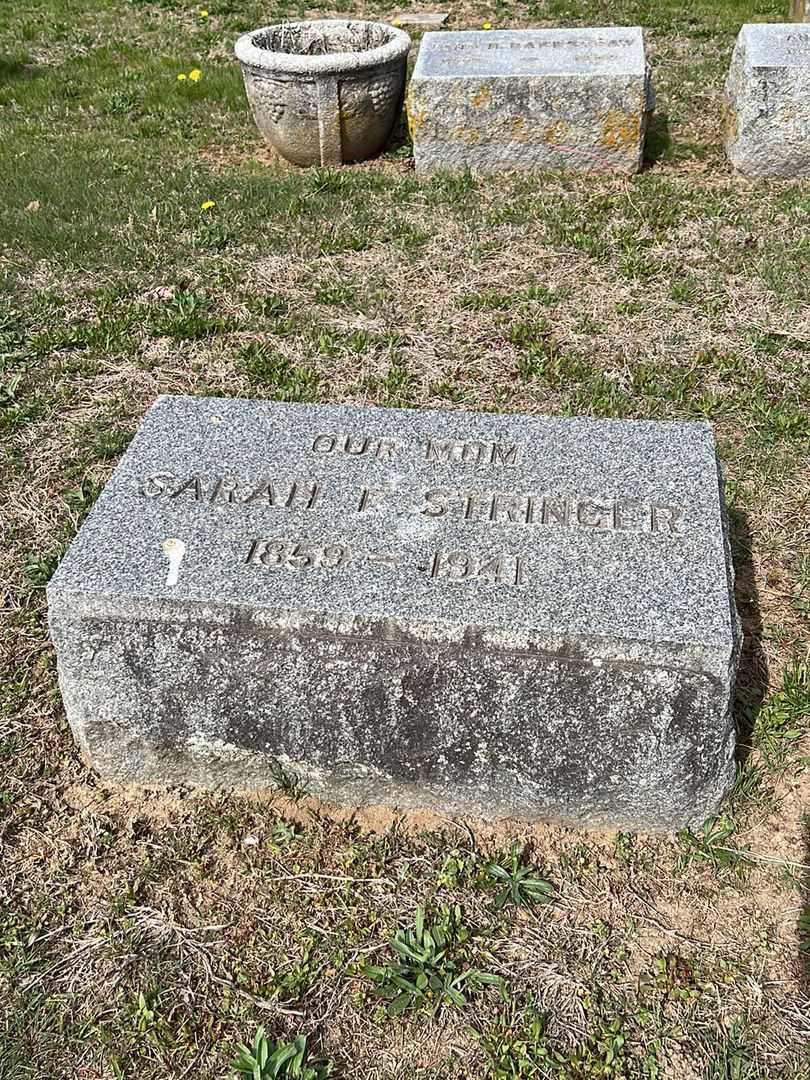 OUR MOM
SARAH F STRINGER
1859 — 1941